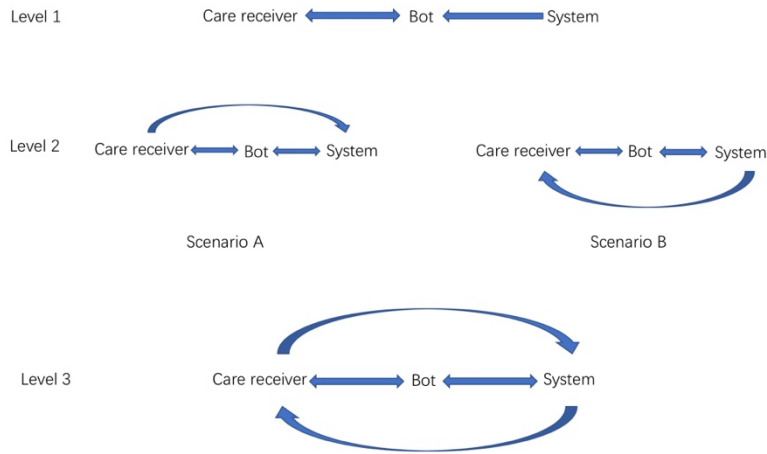 Level 1 Care receiver Bot System
Level 2 Care receiver Bot System Care receiver Bot System
Scenario A Scenario B
Level 3 Care receiver Bot System